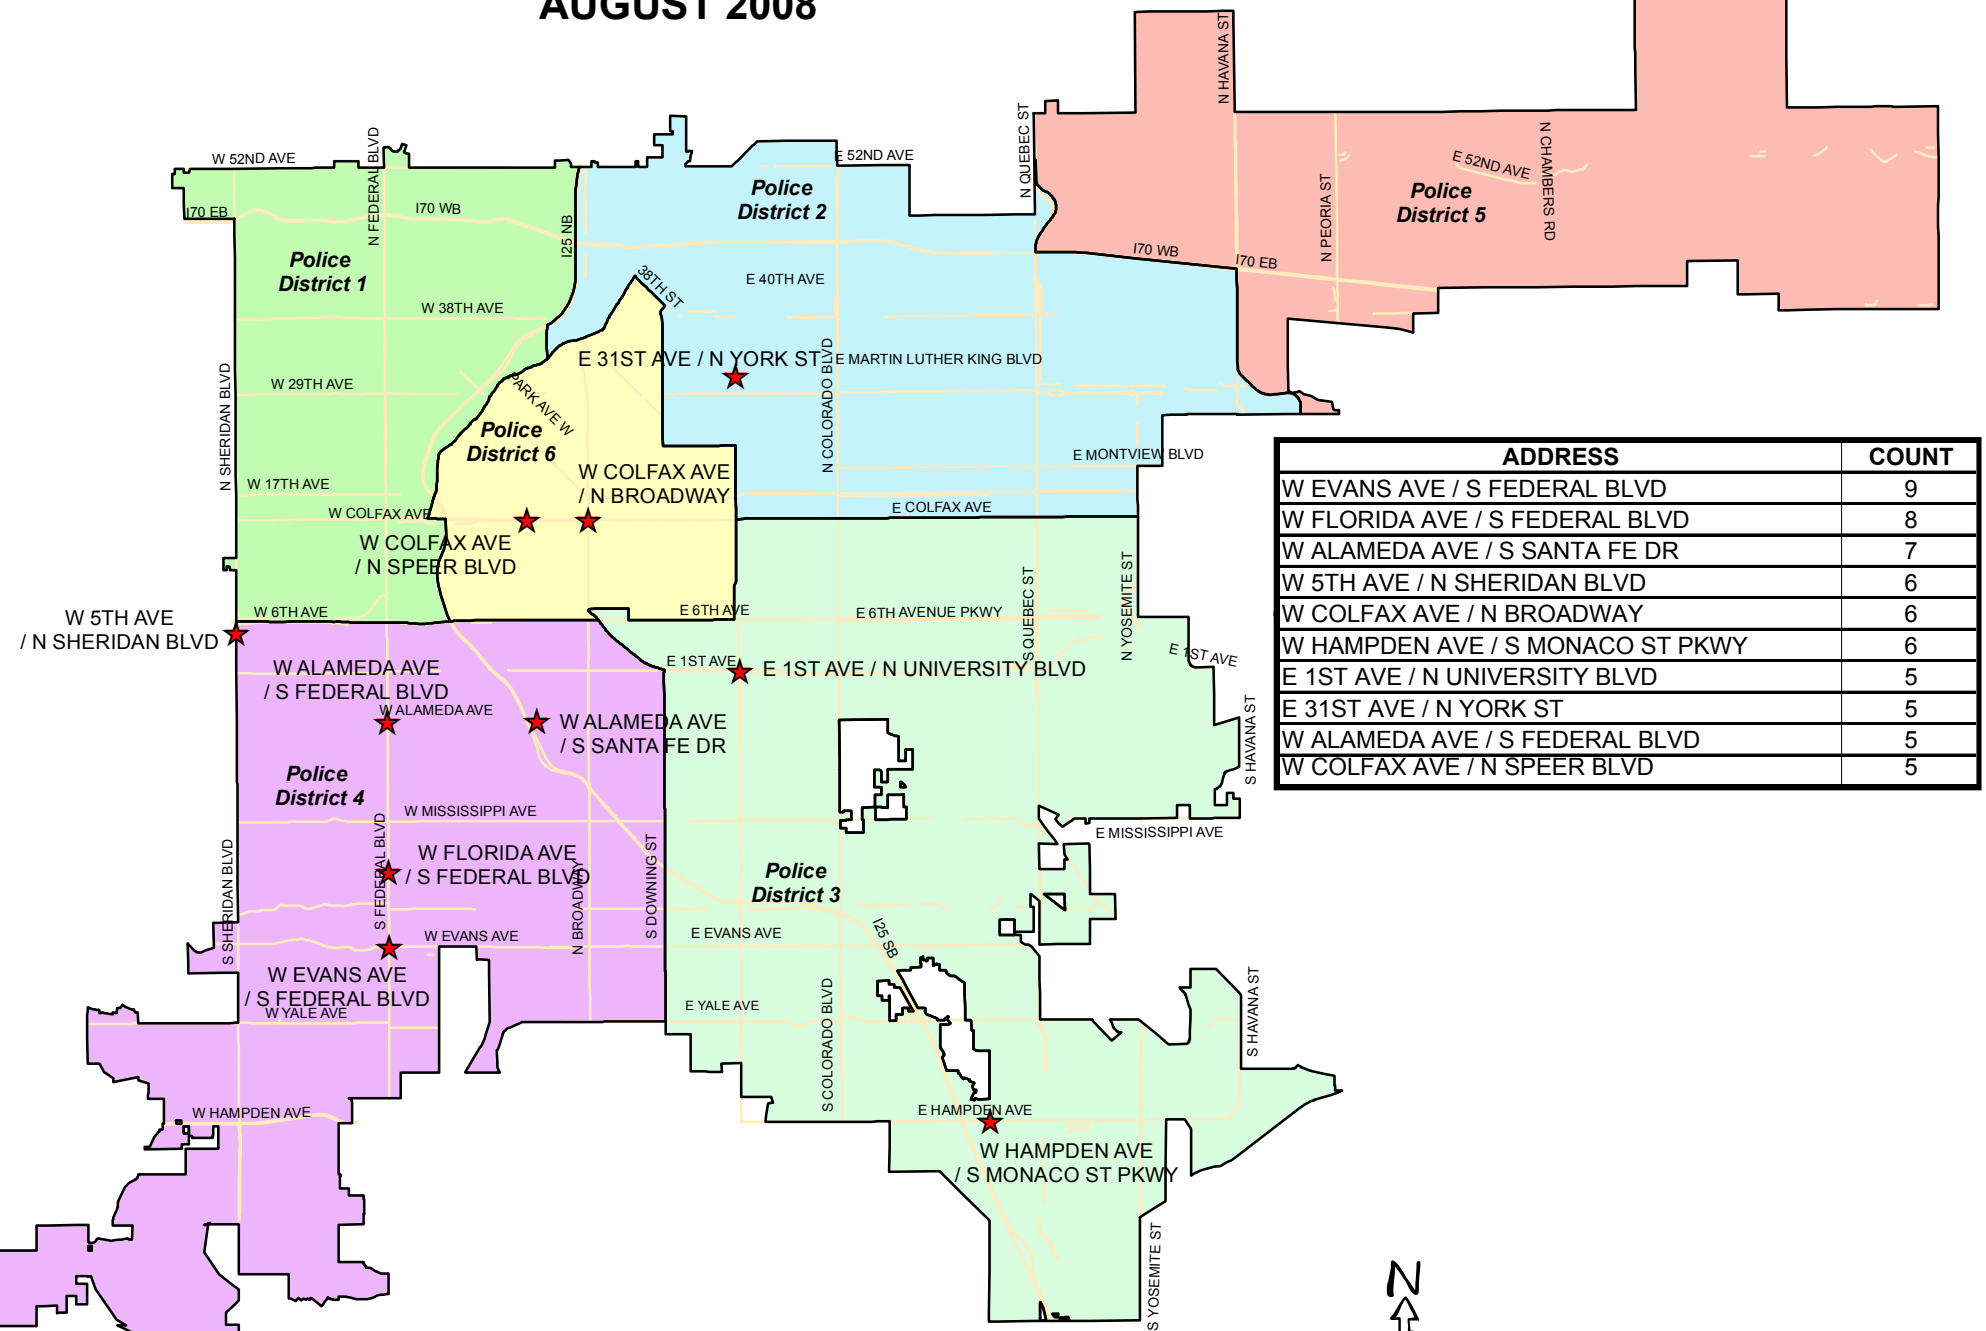 AUGUST 2008
N HAVANA ST
W 52ND AVE
N FEDERAL BLVD
E 52ND AVE
N QUEBEC ST
N CHAMBERS RD
E 52ND AVE
Police
District 2
Police
District 5
N PEORIA ST
I70 EB
I70 WB
I25 NB
I70 WB
I70 EB
Police
District 1
38TH ST
E 40TH AVE
W 38TH AVE
E 31ST AVE / N YORK ST
E MARTIN LUTHER KING BLVD
N SHERIDAN BLVD
W 29TH AVE
PARK AVE W
N COLORADO BLVD
Police
District 6
E MONTVIEW BLVD
W COLFAX AVE
/ N BROADWAY
W 17TH AVE
W COLFAX AVE
E COLFAX AVE
W COLFAX AVE
/ N SPEER BLVD
ADDRESS COUNT
W EVANS AVE / S FEDERAL BLVD 9
W FLORIDA AVE / S FEDERAL BLVD 8
W ALAMEDA AVE / S SANTA FE DR 7
W 5TH AVE / N SHERIDAN BLVD 6
W COLFAX AVE / N BROADWAY 6
W HAMPDEN AVE / S MONACO ST PKWY 6
E 1ST AVE / N UNIVERSITY BLVD 5
E 31ST AVE / N YORK ST 5
W ALAMEDA AVE / S FEDERAL BLVD 5
W COLFAX AVE / N SPEER BLVD 5
S QUEBEC ST
N YOSEMITE ST
W 5TH AVE
/ N SHERIDAN BLVD
W 6TH AVE
E 6TH AVE
E 6TH AVENUE PKWY
E 1ST AVE
E 1ST AVE
E 1ST AVE / N UNIVERSITY BLVD
W ALAMEDA AVE
/ S FEDERAL BLVD
W ALAMEDA AVE
W ALAMEDA AVE
/ S SANTA FE DR
S HAVANA ST
Police
District 4
W MISSISSIPPI AVE
E MISSISSIPPI AVE
S SHERIDAN BLVD
S FEDERAL BLVD
W FLORIDA AVE
/ S FEDERAL BLVD
N BROADWAY
S DOWNING ST
Police
District 3
W EVANS AVE
E EVANS AVE
I25 SB
W EVANS AVE
/ S FEDERAL BLVD
W YALE AVE
E YALE AVE
S COLORADO BLVD
S HAVANA ST
W HAMPDEN AVE
E HAMPDEN AVE
W HAMPDEN AVE
/ S MONACO ST PKWY
S YOSEMITE ST
N